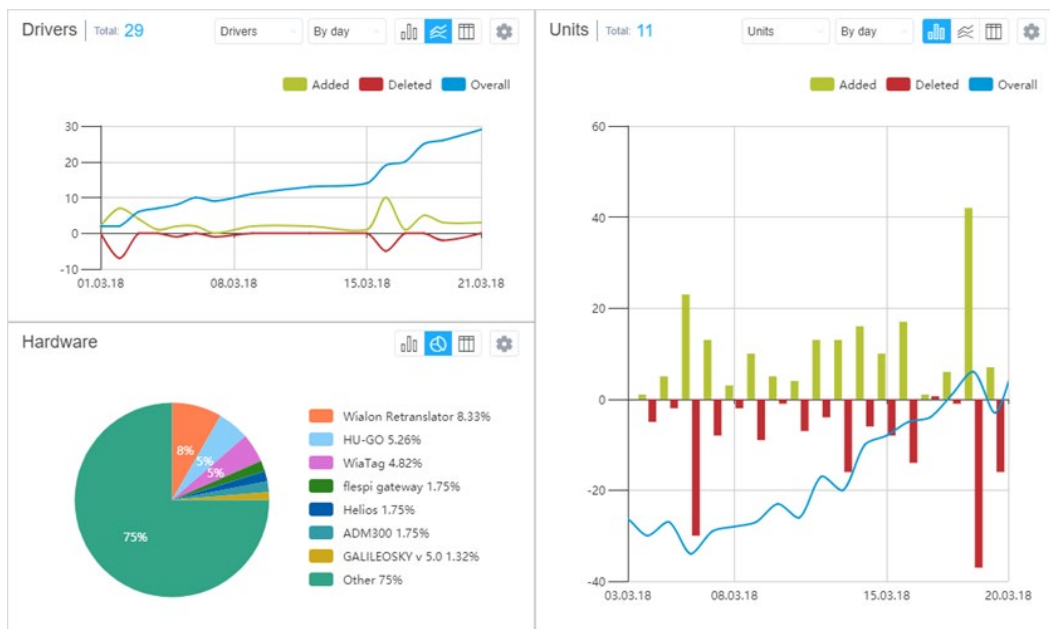 Drivers Total: 29 Drivers By day
Added Deleted Overall
30
20
10
0
-10
01.03.18 08.03.18 15.03.18 21.03.18
Hardware
8%
5%
5%
75%
Wialon Retranslator 8.33%
HU-GO 5.26%
WiaTag 4.82%
flespi gateway 1.75%
Helios 1.75%
ADM300 1.75%
GALILEOSKY v 5.0 1.32%
Other 75%
Units Total: 11 Units By day
Added Deleted Overall
60
40
20
0
-20
-40
03.03.18 08.03.18 15.03.18 20.03.18